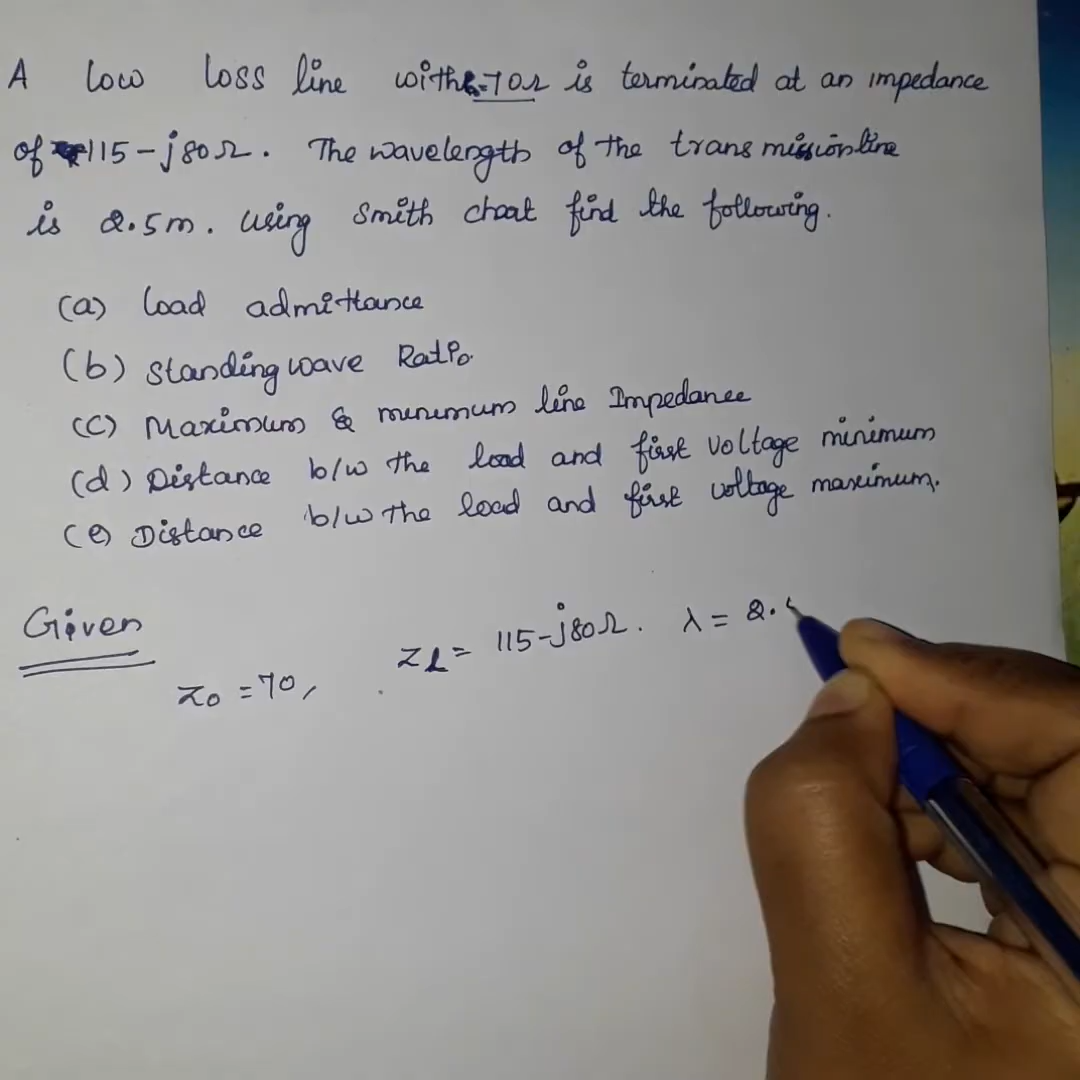 A low loss line with Z₀=70Ω is terminated at an impedance
of 115-j80Ω. The wavelength of the transmission line
is 2.5m. using smith chart find the following.
(a) load admittance
(b) standing wave Ratio
(c) Maximum & minimum line Impedance
(d) Distance b/w the load and first voltage minimum
(e) Distance b/w the load and first voltage maximum.
Given
Z₀ = 70, ZL = 115-j80Ω. λ = 2.